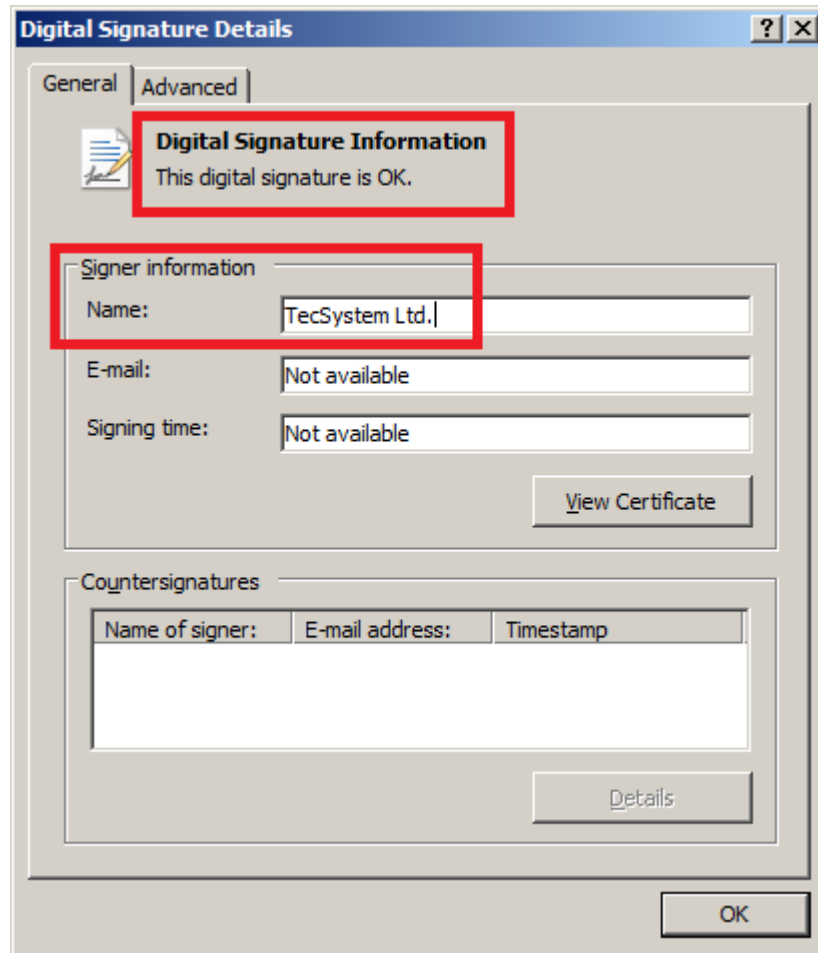 Digital Signature Details
General Advanced
Digital Signature Information
This digital signature is OK.
Signer information
Name: TecSystem Ltd.
E-mail: Not available
Signing time: Not available
View Certificate
Countersignatures
Name of signer: E-mail address: Timestamp
Details
OK